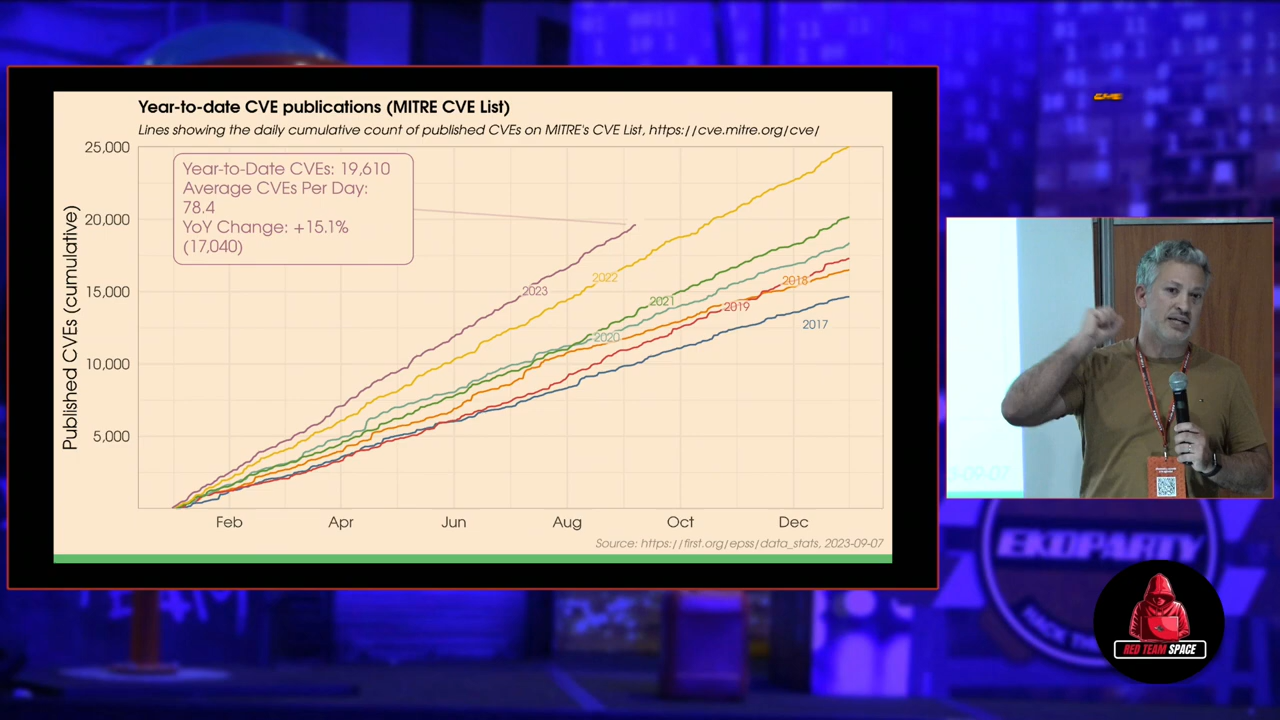 Year-to-date CVE publications (MITRE CVE List)
Lines showing the daily cumulative count of published CVEs on MITRE's CVE List, https://cve.mitre.org/cve/
Published CVEs (cumulative)
25,000
20,000
15,000
10,000
5,000
Year-to-Date CVEs: 19,610
Average CVEs Per Day:
78.4
YoY Change: +15.1%
(17,040)
2023
2022
2021
2020
2019
2018
2017
Feb
Apr
Jun
Aug
Oct
Dec
Source: https://first.org/epss/data_stats, 2023-09-07
3-09-07
EKOPARTY
RED TEAM SPACE